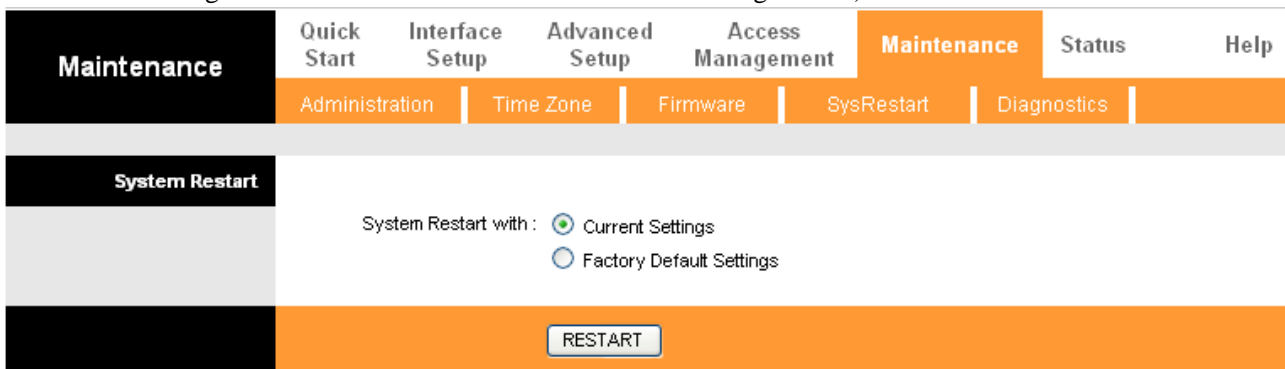 Maintenance
Quick Start
Interface Setup
Advanced Setup
Access Management
Maintenance
Status
Help
Administration
Time Zone
Firmware
SysRestart
Diagnostics
System Restart
System Restart with :
Current Settings
Factory Default Settings
RESTART